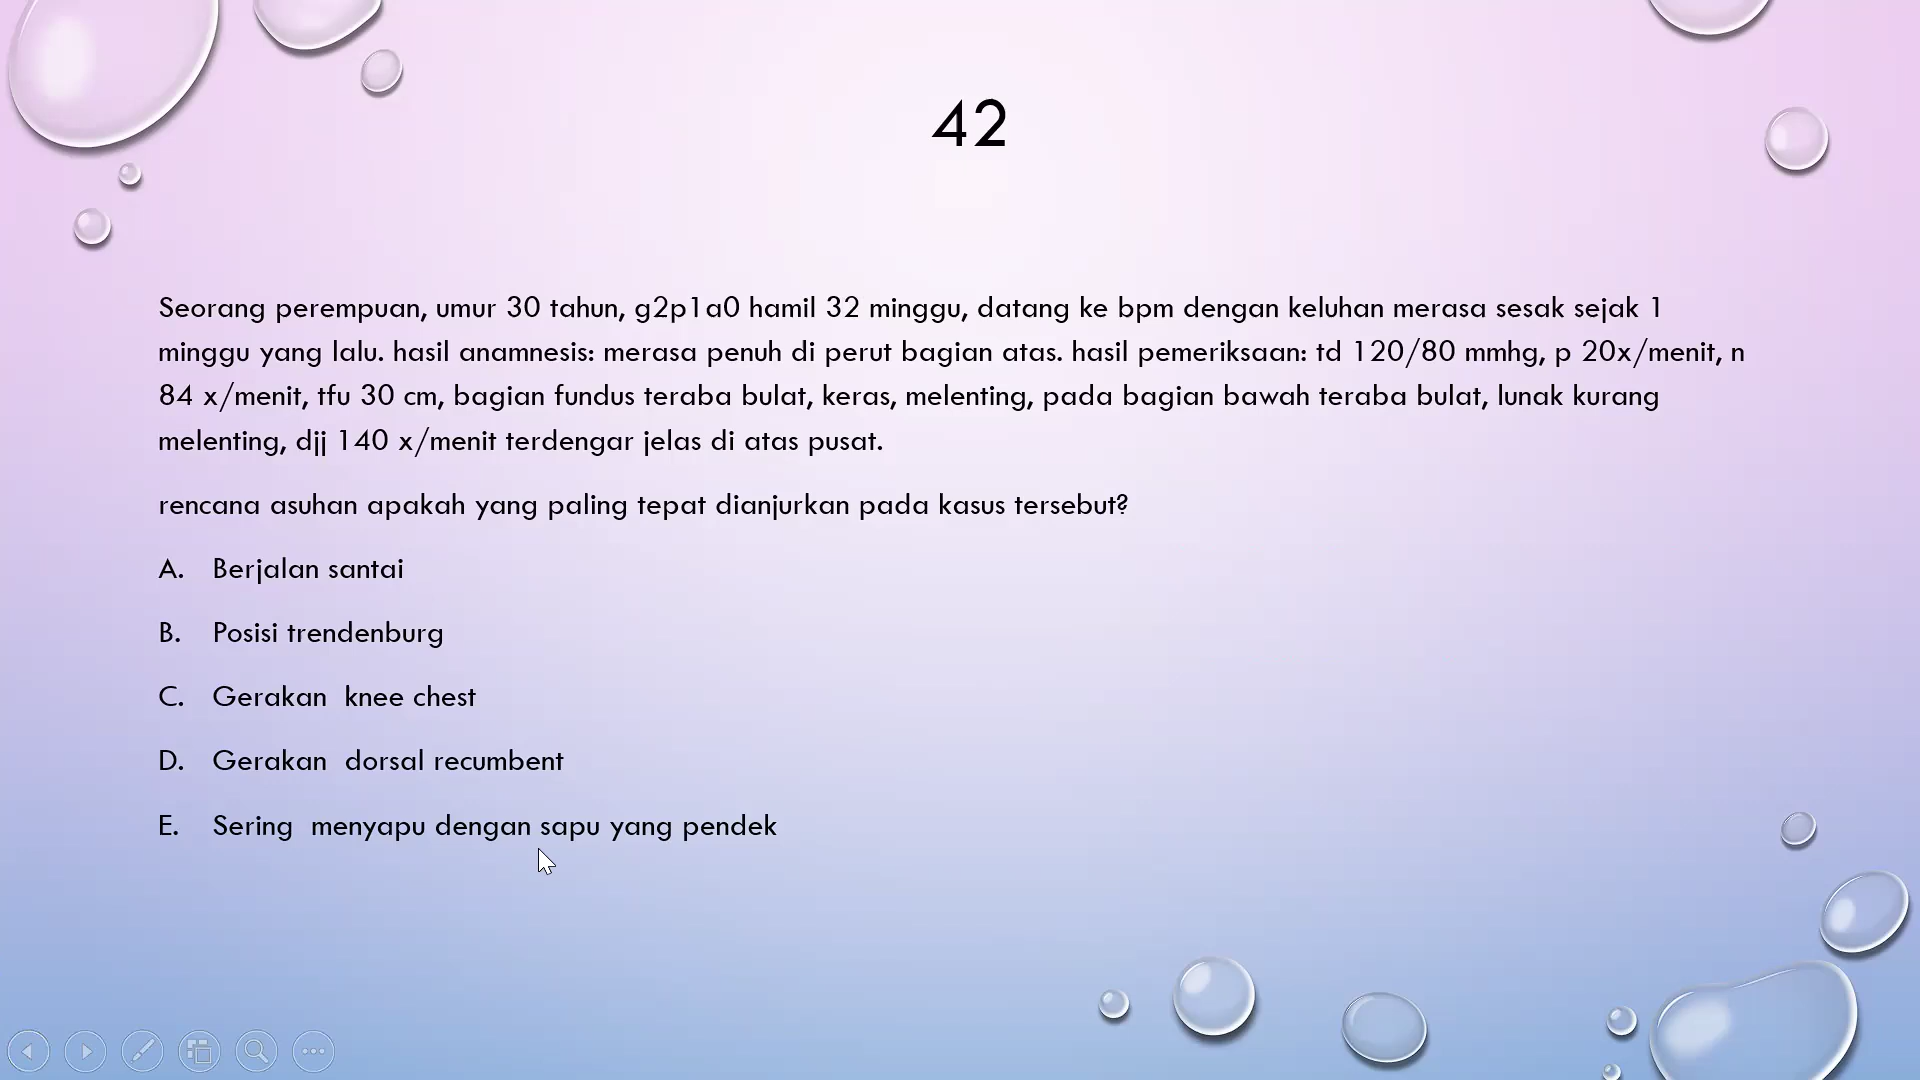 42
Seorang perempuan, umur 30 tahun, g2p1a0 hamil 32 minggu, datang ke bpm dengan keluhan merasa sesak sejak 1
minggu yang lalu. hasil anamnesis: merasa penuh di perut bagian atas. hasil pemeriksaan: td 120/80 mmhg, p 20x/menit, n
84 x/menit, tfu 30 cm, bagian fundus teraba bulat, keras, melenting, pada bagian bawah teraba bulat, lunak kurang
melenting, djj 140 x/menit terdengar jelas di atas pusat.
rencana asuhan apakah yang paling tepat dianjurkan pada kasus tersebut?
A. Berjalan santai
B. Posisi trendenburg
C. Gerakan knee chest
D. Gerakan dorsal recumbent
E. Sering menyapu dengan sapu yang pendek